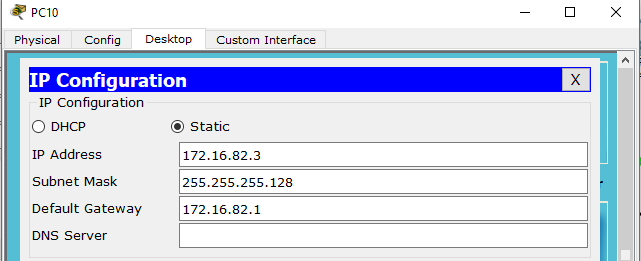 PC10
Physical Config Desktop Custom Interface
IP Configuration X
IP Configuration
DHCP Static
IP Address 172.16.82.3
Subnet Mask 255.255.255.128
Default Gateway 172.16.82.1
DNS Server